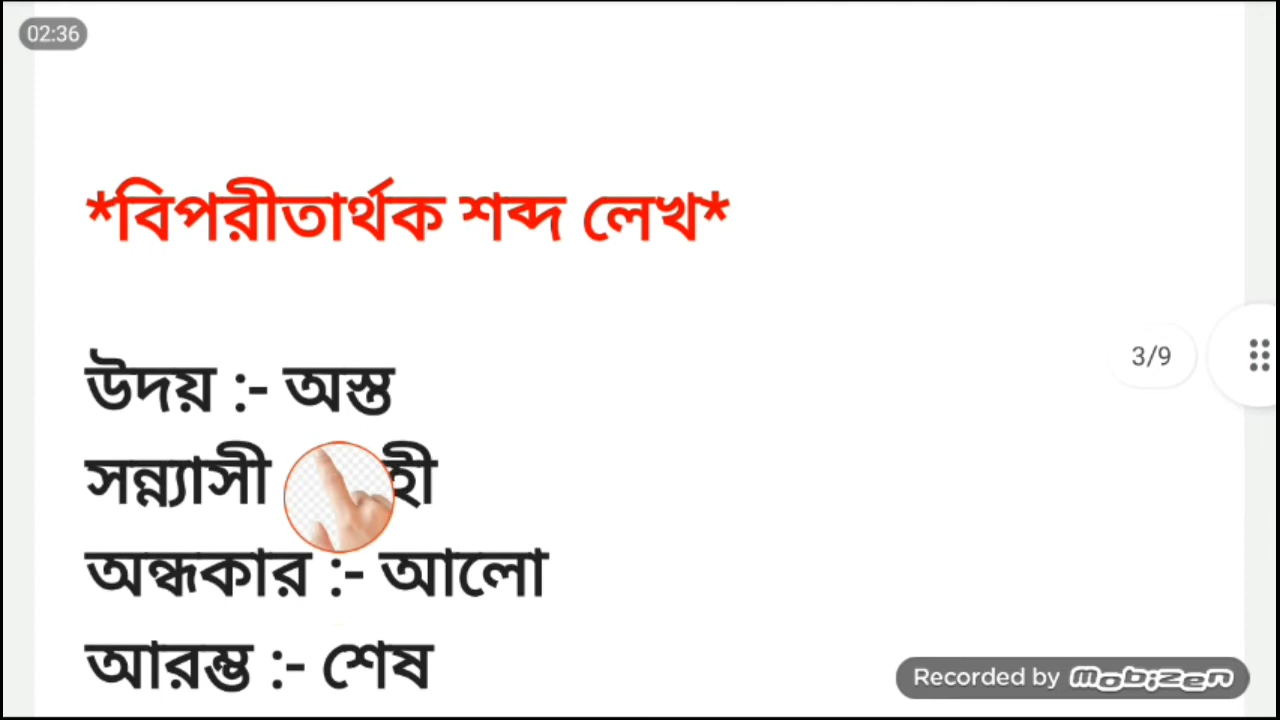 02:36
*বিপরীতার্থক শব্দ লেখ*
3/9
উদয় :- অস্ত
সন্ন্যাসী
অন্ধকার :- আলো
আরম্ভ :- শেষ
Recorded by mobizen